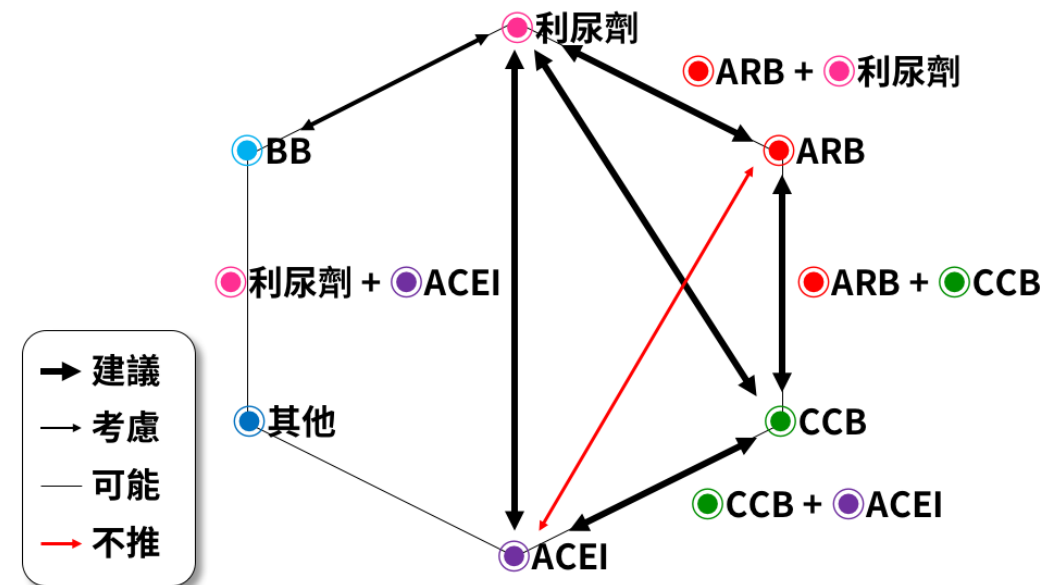 利尿劑
ARB + 利尿劑
BB
ARB
利尿劑 + ACEI
ARB + CCB
建議
考慮
可能
不推
其他
CCB
CCB + ACEI
ACEI